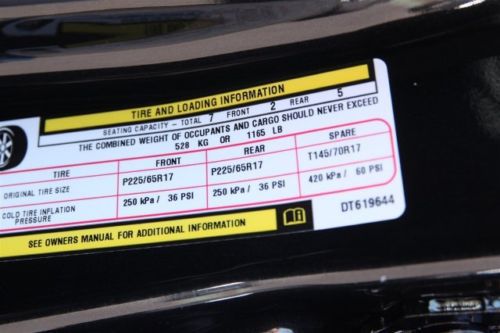 TIRE AND LOADING INFORMATION
SEATING CAPACITY - TOTAL 7 FRONT 2 REAR 5
THE COMBINED WEIGHT OF OCCUPANTS AND CARGO SHOULD NEVER EXCEED
528 KG OR 1165 LB
TIRE FRONT REAR SPARE
ORIGINAL TIRE SIZE P225/65R17 P225/65R17 T145/70R17
COLD TIRE INFLATION PRESSURE 250 kPa / 36 PSI 250 kPa / 36 PSI 420 kPa / 60 PSI
SEE OWNERS MANUAL FOR ADDITIONAL INFORMATION
DT619644